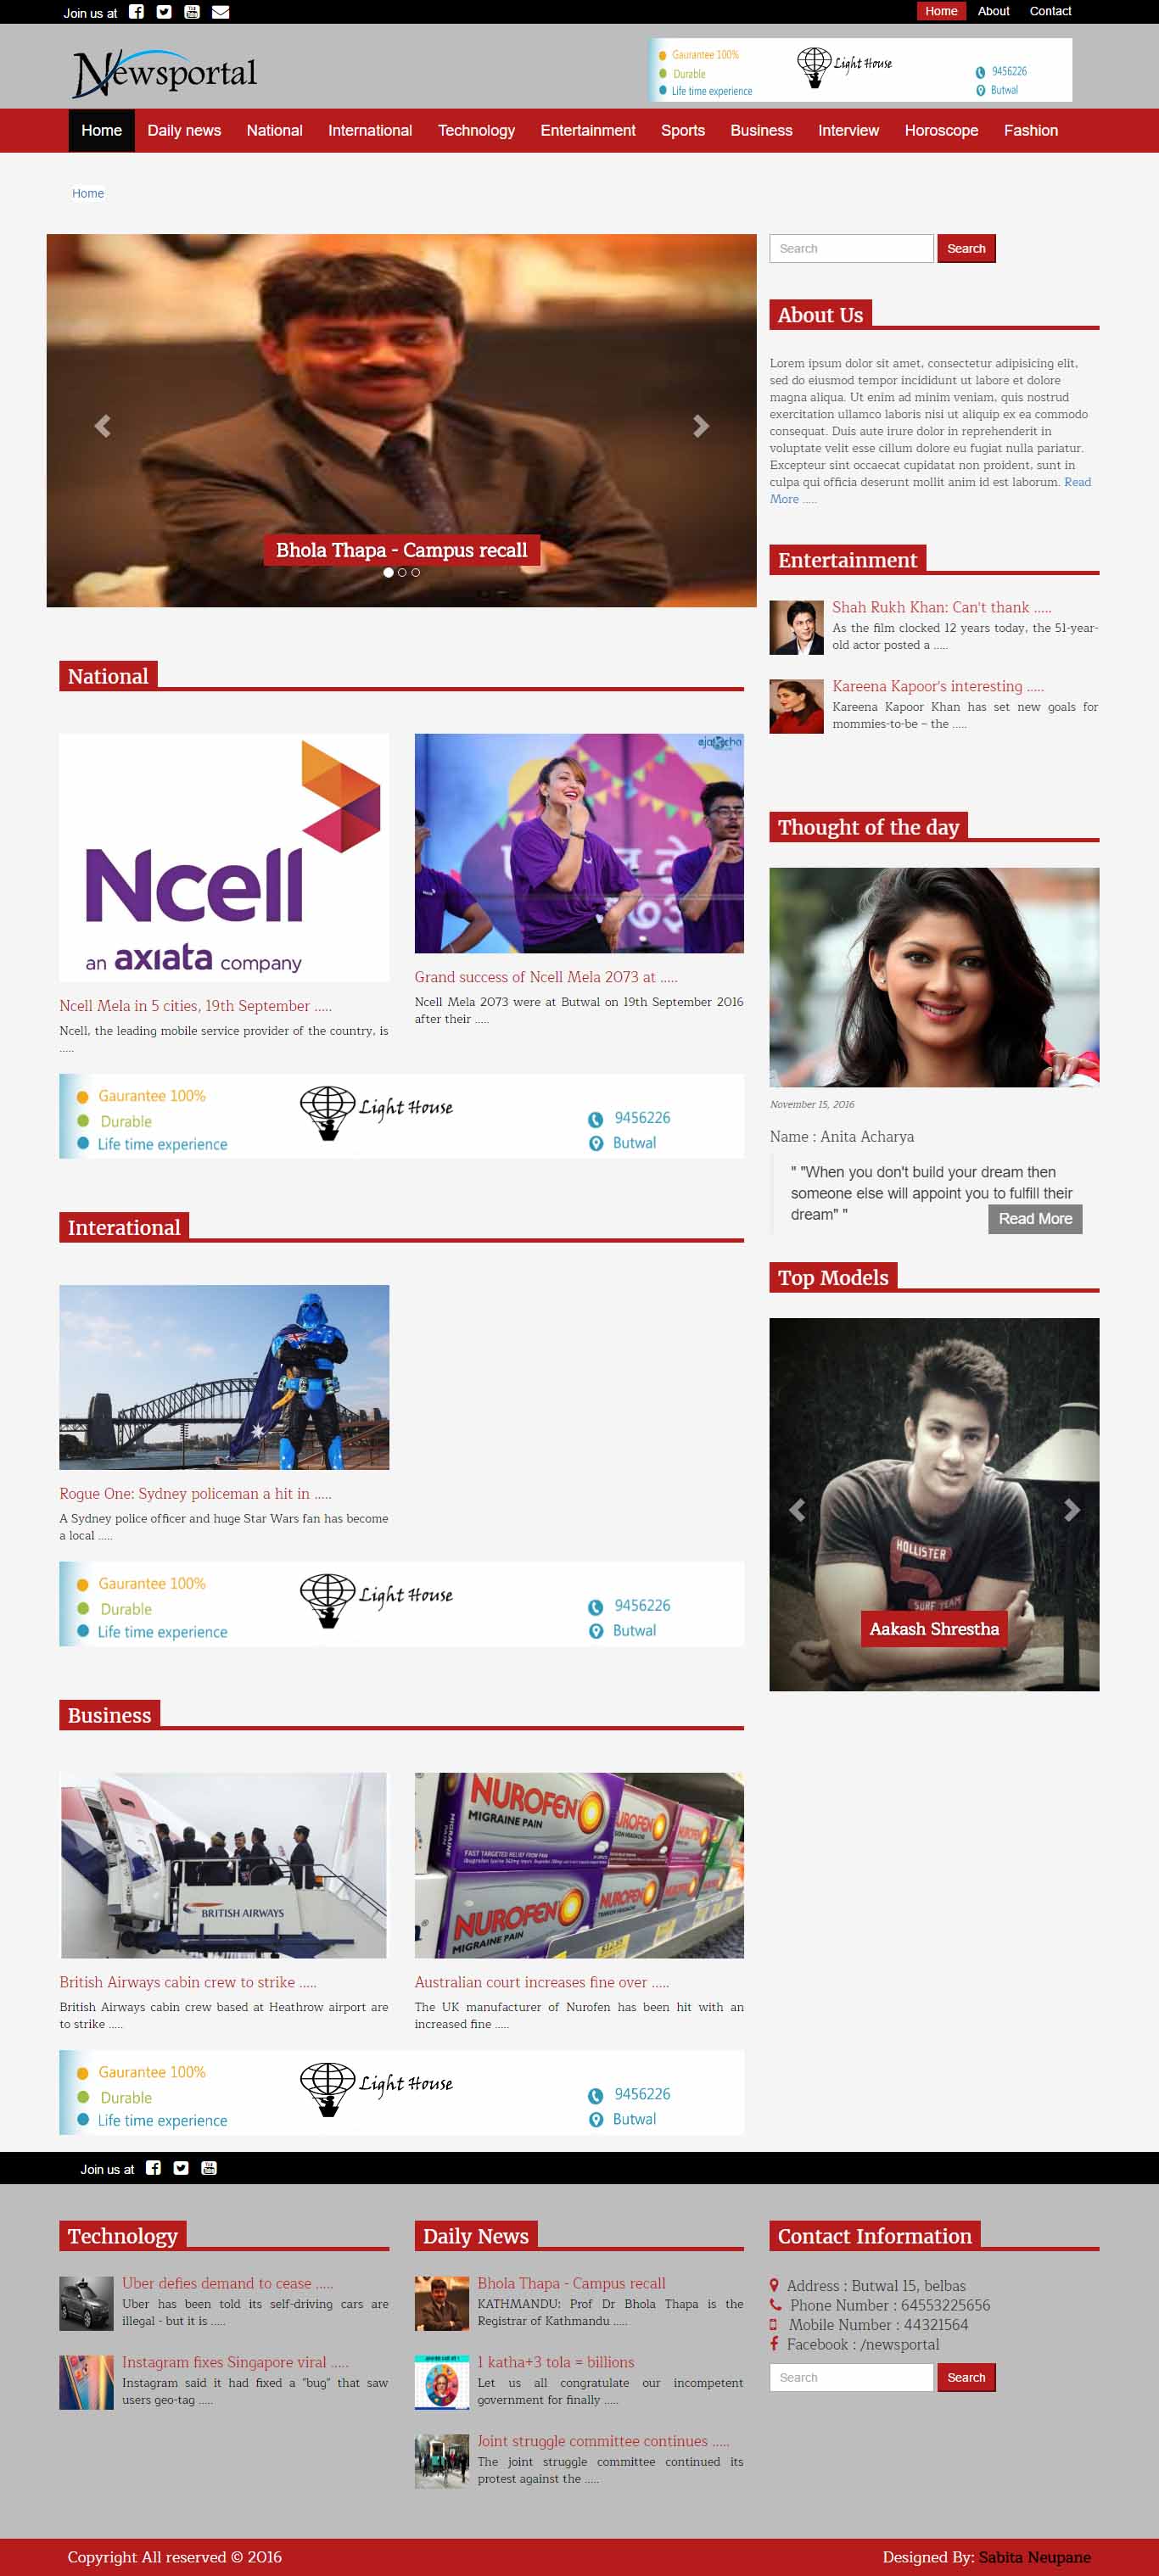 Join us at
Home About Contact
Newsportal
Gaurantee 100%
Durable
Life time experience
Light House
9456226
Butwal
Home Daily news National International Technology Entertainment Sports Business Interview Horoscope Fashion
Home
Bhola Thapa - Campus recall
Search Search
About Us
Lorem ipsum dolor sit amet, consectetur adipisicing elit,
sed do eiusmod tempor incididunt ut labore et dolore
magna aliqua. Ut enim ad minim veniam, quis nostrud
exercitation ullamco laboris nisi ut aliquip ex ea commodo
consequat. Duis aute irure dolor in reprehenderit in
voluptate velit esse cillum dolore eu fugiat nulla pariatur.
Excepteur sint occaecat cupidatat non proident, sunt in
culpa qui officia deserunt mollit anim id est laborum. Read
More .....
Entertainment
Shah Rukh Khan: Can't thank .....
As the film clocked 12 years today, the 51-year-
old actor posted a .....
Kareena Kapoor's interesting .....
Kareena Kapoor Khan has set new goals for
mommies-to-be – the .....
National
Ncell
an axiata company
Ncell Mela in 5 cities, 19th September .....
Ncell, the leading mobile service provider of the country, is
.....
Grand success of Ncell Mela 2073 at .....
Ncell Mela 2073 were at Butwal on 19th September 2016
after their .....
Gaurantee 100%
Durable
Life time experience
Light House
9456226
Butwal
Thought of the day
November 15, 2016
Name : Anita Acharya
" "When you don't build your dream then
someone else will appoint you to fulfill their
dream" "
Read More
Top Models
HOLLISTER
SURF TEAM
Aakash Shrestha
Interational
Rogue One: Sydney policeman a hit in .....
A Sydney police officer and huge Star Wars fan has become
a local .....
Gaurantee 100%
Durable
Life time experience
Light House
9456226
Butwal
Business
BRITISH AIRWAYS
British Airways cabin crew to strike .....
British Airways cabin crew based at Heathrow airport are
to strike .....
NUROFEN
MIGRAINE PAIN
FAST TARGETED RELIEF FROM PAIN
NUROFEN
MIGRAINE PAIN
NUROFEN
Australian court increases fine over .....
The UK manufacturer of Nurofen has been hit with an
increased fine .....
Gaurantee 100%
Durable
Life time experience
Light House
9456226
Butwal
Join us at
Technology
Uber defies demand to cease .....
Uber has been told its self-driving cars are
illegal - but it is .....
Instagram fixes Singapore viral .....
Instagram said it had fixed a "bug" that saw
users geo-tag .....
Daily News
Bhola Thapa - Campus recall
KATHMANDU: Prof Dr Bhola Thapa is the
Registrar of Kathmandu .....
1 katha+3 tola = billions
Let us all congratulate our incompetent
government for finally .....
Joint struggle committee continues .....
The joint struggle committee continued its
protest against the .....
Contact Information
Address : Butwal 15, belbas
Phone Number : 64553225656
Mobile Number : 44321564
Facebook : /newsportal
Search Search
Copyright All reserved © 2016
Designed By: Sabita Neupane